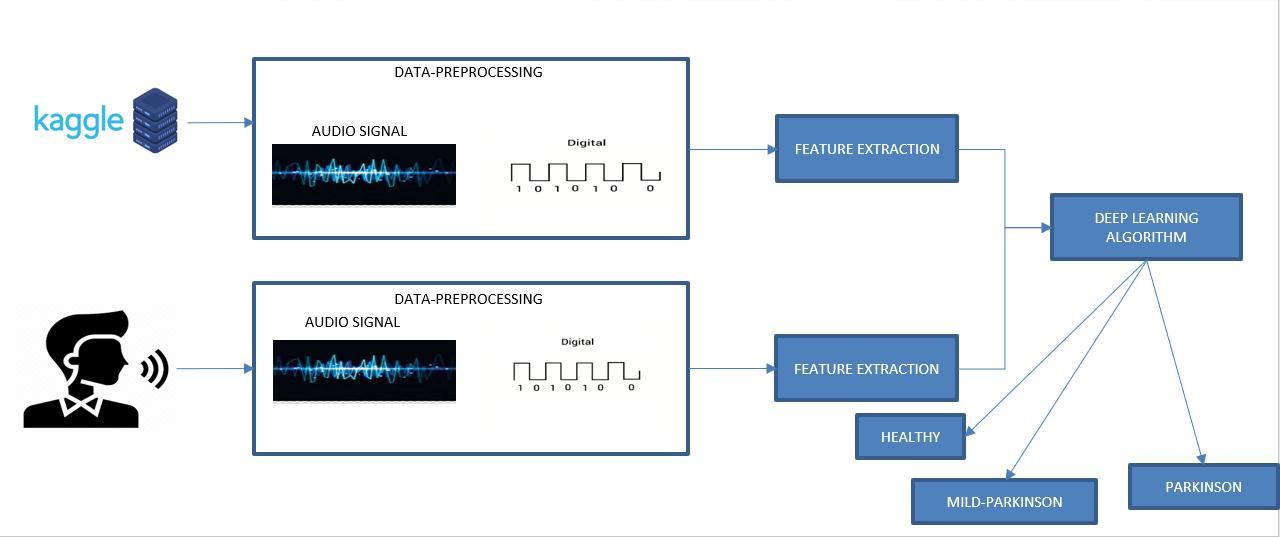 kaggle
DATA-PREPROCESSING
AUDIO SIGNAL
Digital
1 0 1 0 1 0 0
FEATURE EXTRACTION
DEEP LEARNING
ALGORITHM
DATA-PREPROCESSING
AUDIO SIGNAL
Digital
1 0 1 0 1 0 0
FEATURE EXTRACTION
HEALTHY
MILD-PARKINSON
PARKINSON